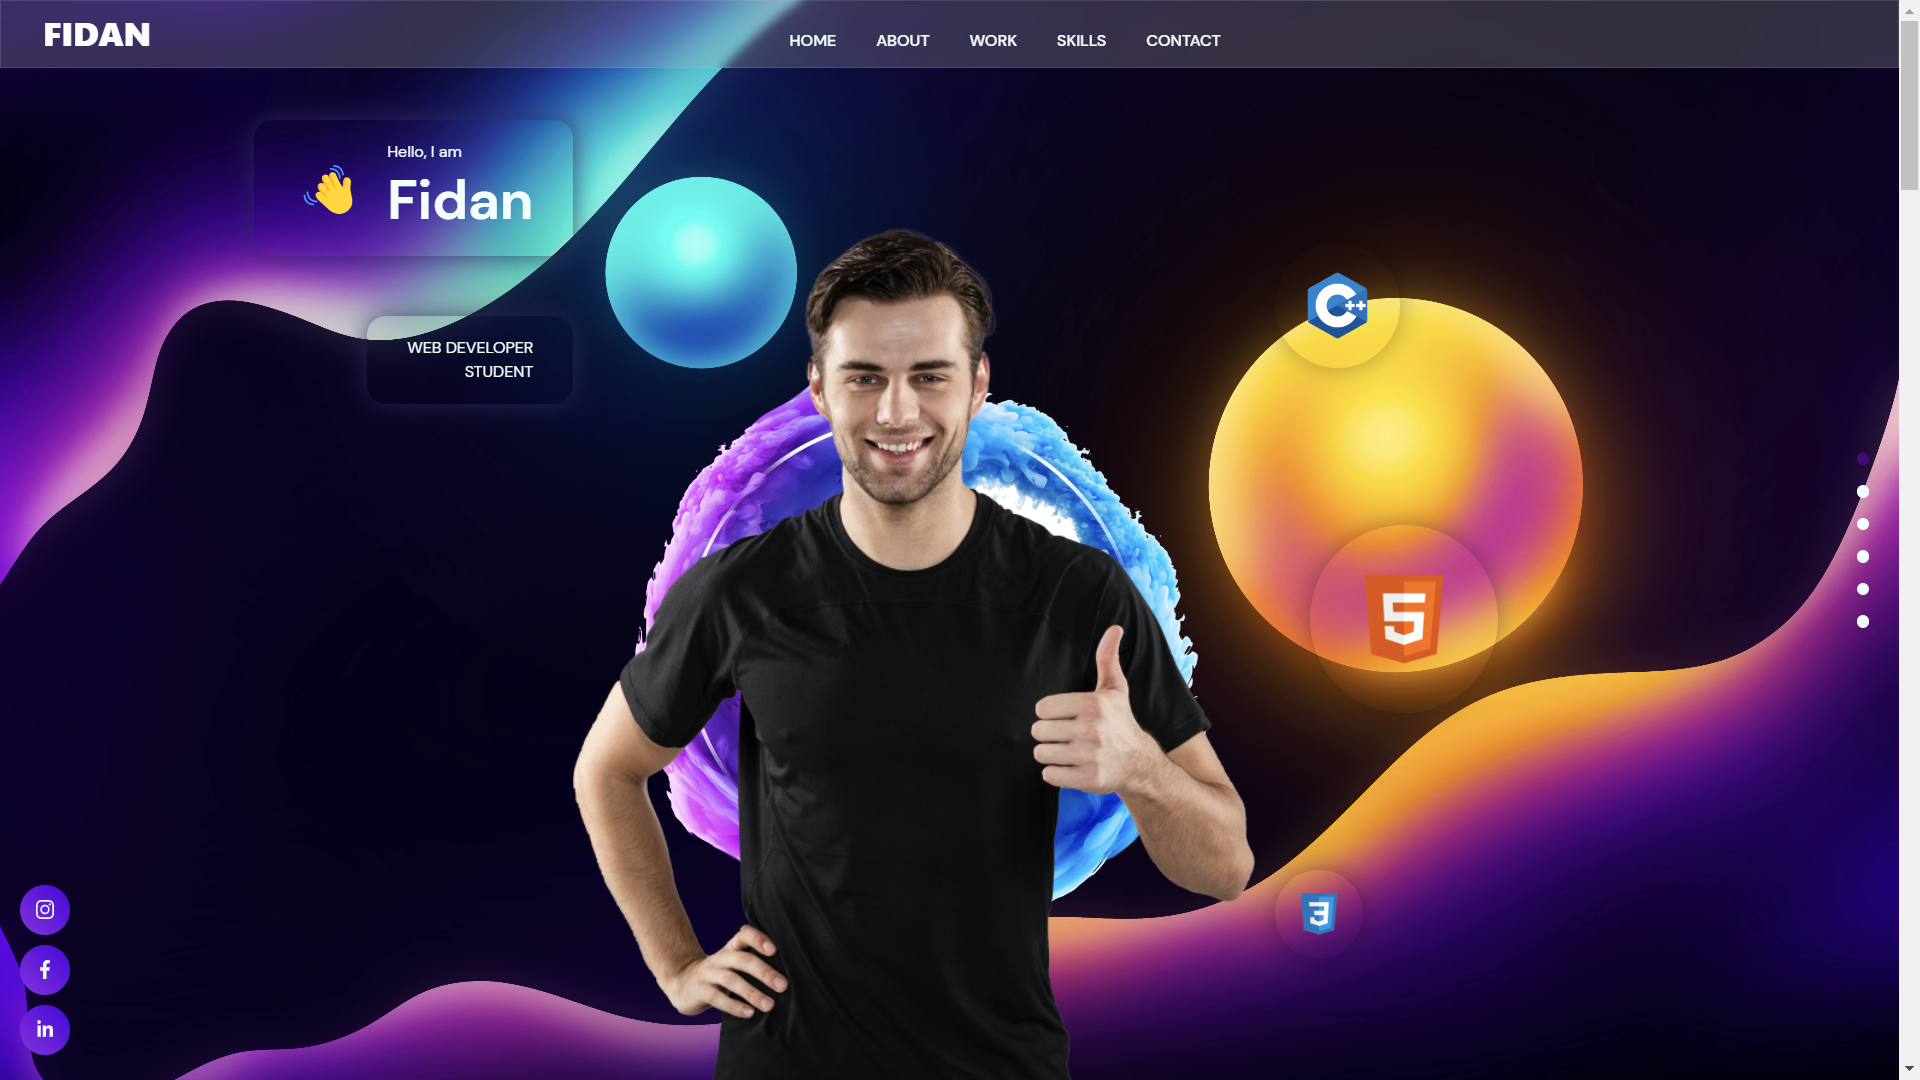 FIDAN
HOME
ABOUT
WORK
SKILLS
CONTACT
Hello, I am
Fidan
WEB DEVELOPER
STUDENT
C++
5
3
f
in